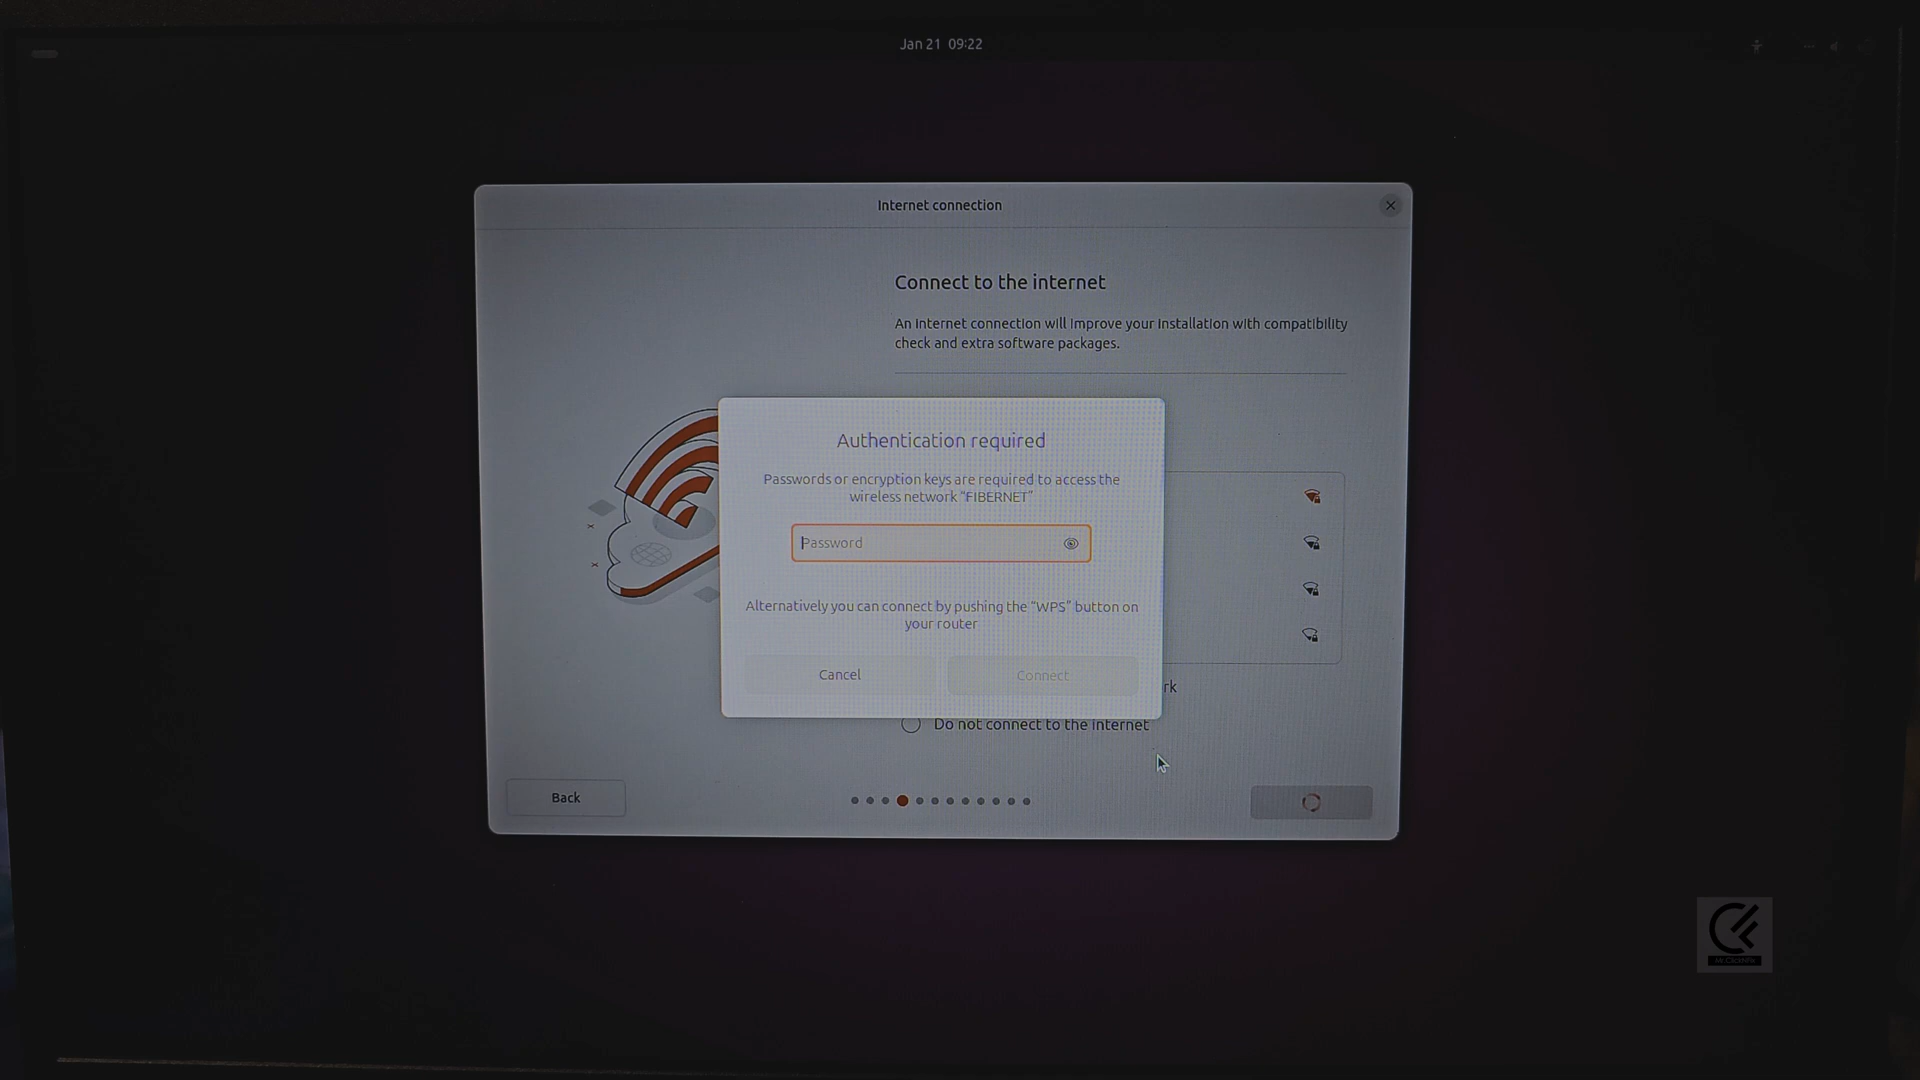 Jan 21 09:22
Internet connection
Connect to the internet
An internet connection will improve your installation with compatibility
check and extra software packages.
Authentication required
Passwords or encryption keys are required to access the
wireless network “FIBERNET”
Password
Alternatively you can connect by pushing the “WPS” button on
your router
Cancel
Connect
rk
Do not connect to the internet
Back